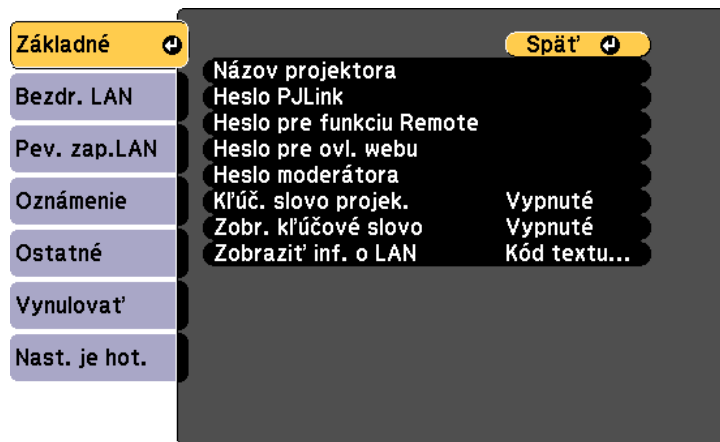 Základné
Bezdr. LAN
Pev. zap.LAN
Oznámenie
Ostatné
Vynulovať
Nast. je hot.
Späť
Názov projektora
Heslo PJLink
Heslo pre funkciu Remote
Heslo pre ovl. webu
Heslo moderátora
Kľúč. slovo projek. Vypnuté
Zobr. kľúčové slovo Vypnuté
Zobraziť inf. o LAN Kód textu...